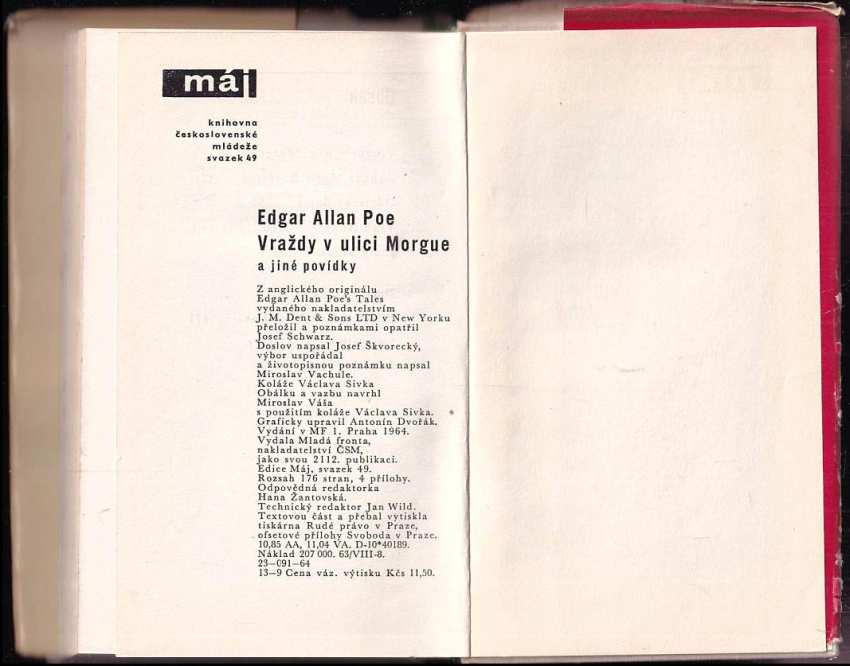 máj
knihovna
československé
mládeže
svazek 49
Edgar Allan Poe
Vraždy v ulici Morgue
a jiné povídky
Z anglického originálu
Edgar Allan Poe's Tales
vydaného nakladatelstvím
J. M. Dent & Sons LTD v New Yorku
přeložil a poznámkami opatřil
Josef Schwarz.
Doslov napsal Josef Škvorecký,
výbor uspořádal
a životopisnou poznámku napsal
Miroslav Vachule.
Koláže Václava Sivka
Obálku a vazbu navrhl
Miroslav Váša
s použitím koláže Václava Sivka.
Graficky upravil Antonín Dvořák.
Vydání v MF 1. Praha 1964.
Vydala Mladá fronta,
nakladatelství ČSM,
jako svou 2112. publikaci.
Edice Máj, svazek 49.
Rozsah 176 stran, 4 přílohy.
Odpovědná redaktorka
Hana Žantovská.
Technický redaktor Jan Wild.
Textovou část a přebal vytiskla
tiskárna Rudé právo v Praze,
ofsetové přílohy Svoboda v Praze.
10,85 AA, 11,04 VA. D-10*40189.
Náklad 207 000. 63/VIII-8.
23—091—64
13—9 Cena váz. výtisku Kčs 11,50.